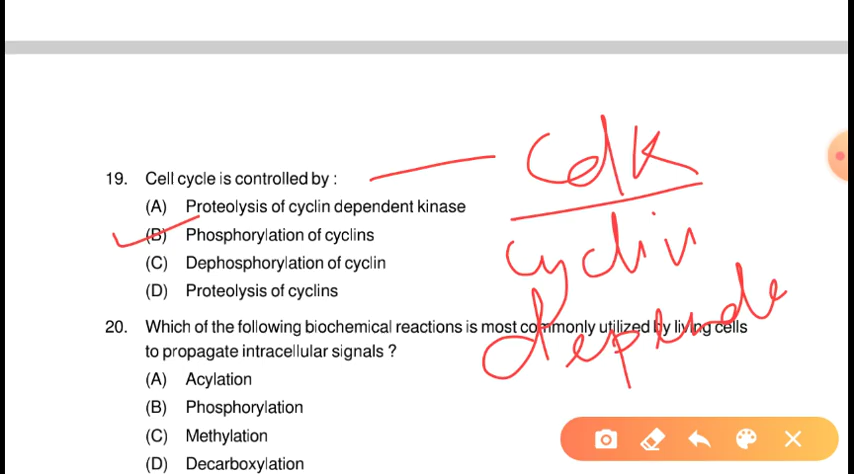 19. Cell cycle is controlled by :
(A) Proteolysis of cyclin dependent kinase
(B) Phosphorylation of cyclins
(C) Dephosphorylation of cyclin
(D) Proteolysis of cyclins
20. Which of the following biochemical reactions is most commonly utilized by living cells
to propagate intracellular signals ?
(A) Acylation
(B) Phosphorylation
(C) Methylation
(D) Decarboxylation
CdK
cyclin
depende